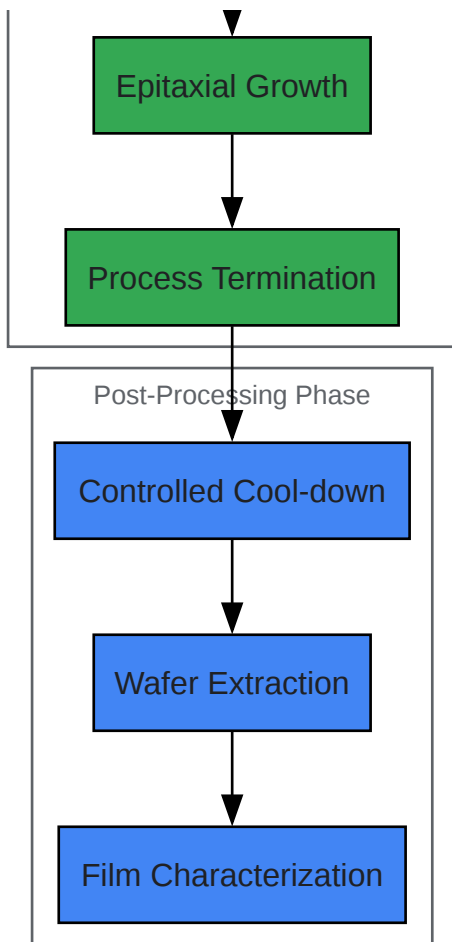 Epitaxial Growth
Process Termination
Post-Processing Phase
Controlled Cool-down
Wafer Extraction
Film Characterization